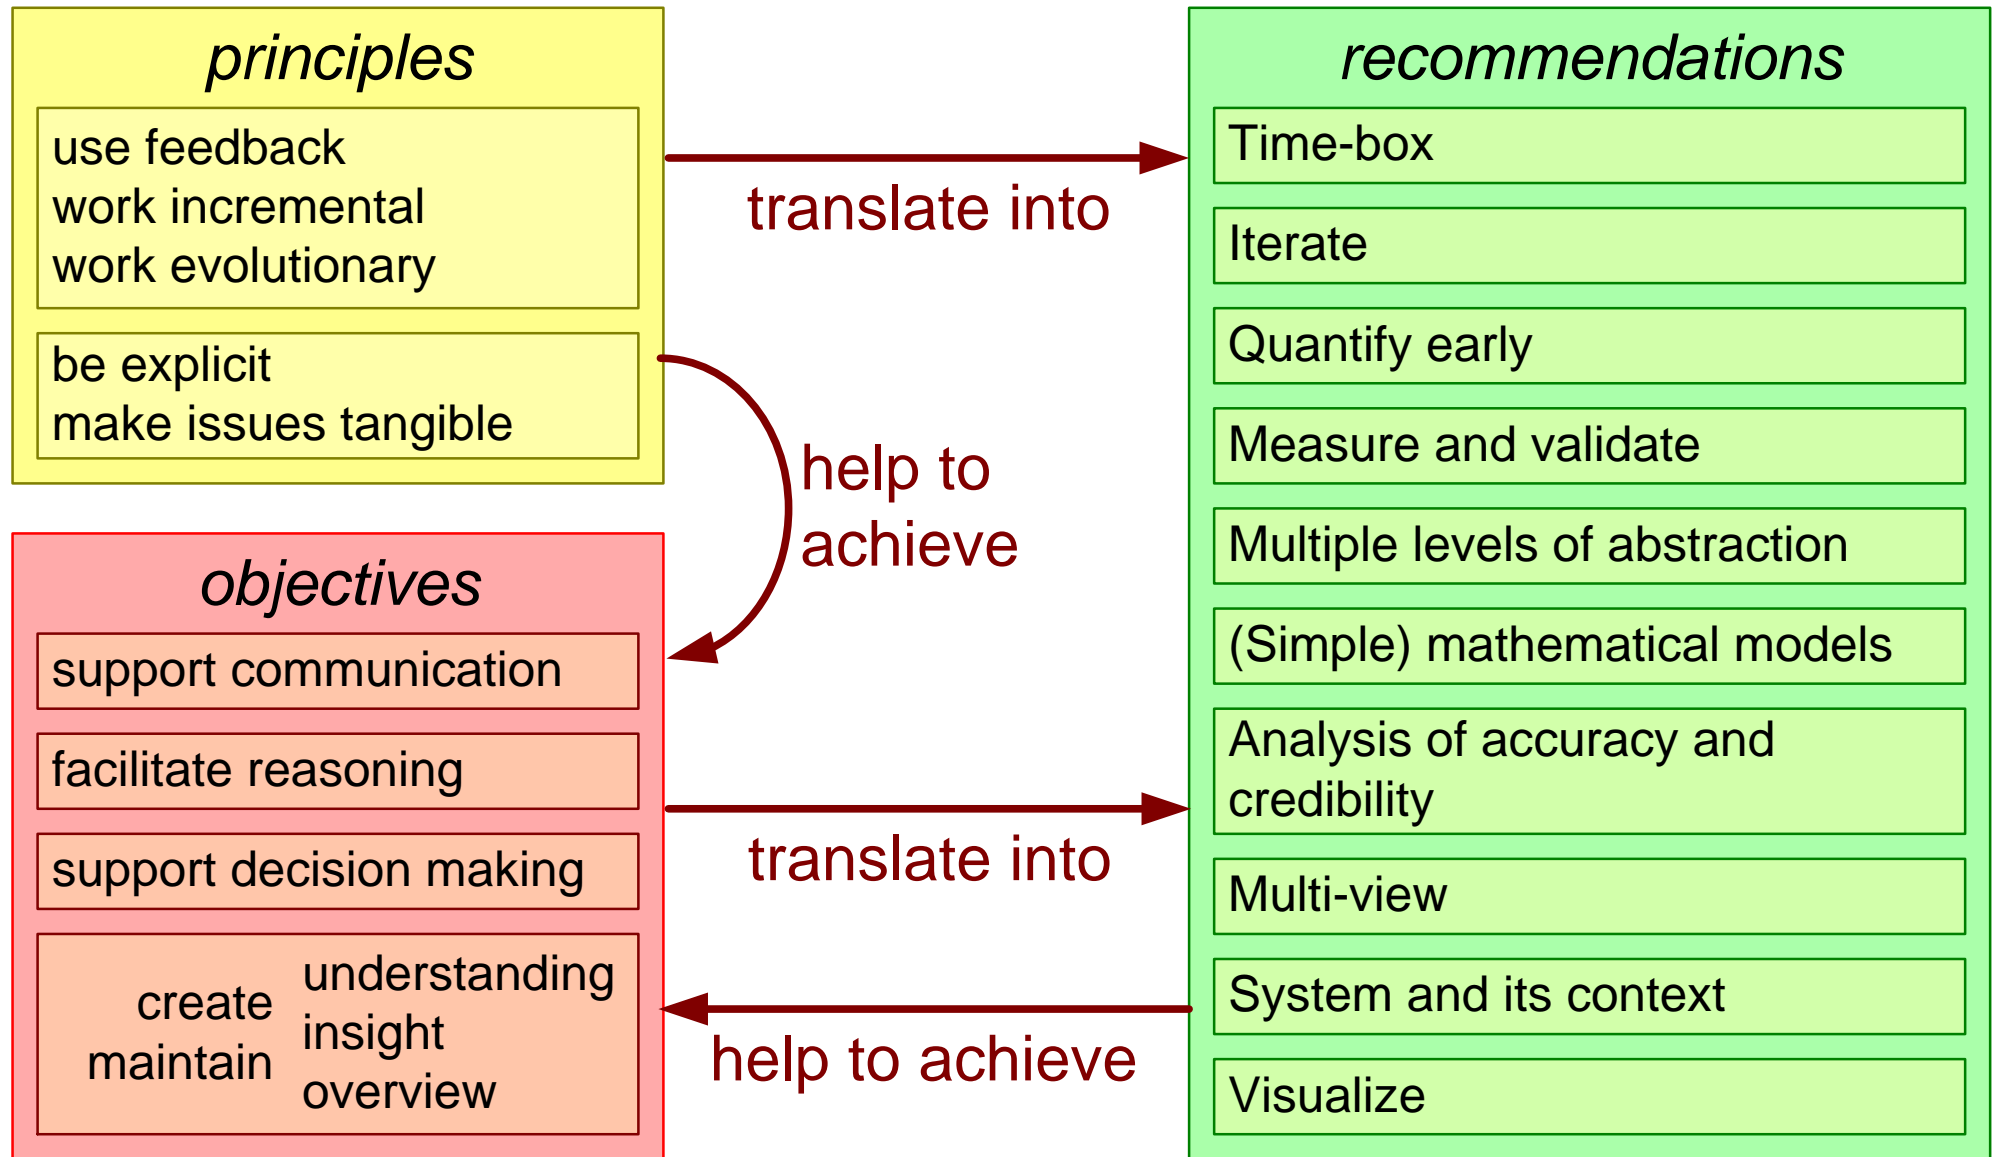 principles
use feedback
work incremental
work evolutionary
be explicit
make issues tangible
objectives
support communication
facilitate reasoning
support decision making
create
maintain
understanding
insight
overview
translate into
help to
achieve
translate into
help to achieve
recommendations
Time-box
Iterate
Quantify early
Measure and validate
Multiple levels of abstraction
(Simple) mathematical models
Analysis of accuracy and
credibility
Multi-view
System and its context
Visualize